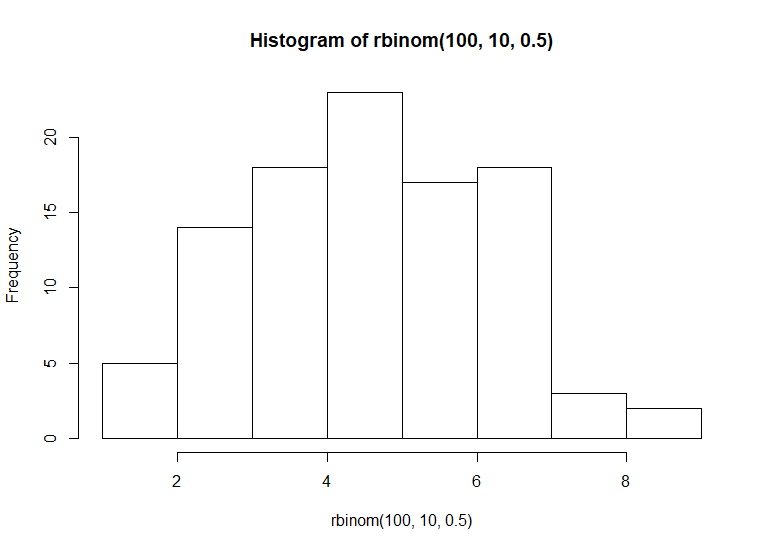 Histogram of rbinom(100, 10, 0.5)
Frequency
20
15
10
5
0
2 4 6 8
rbinom(100, 10, 0.5)